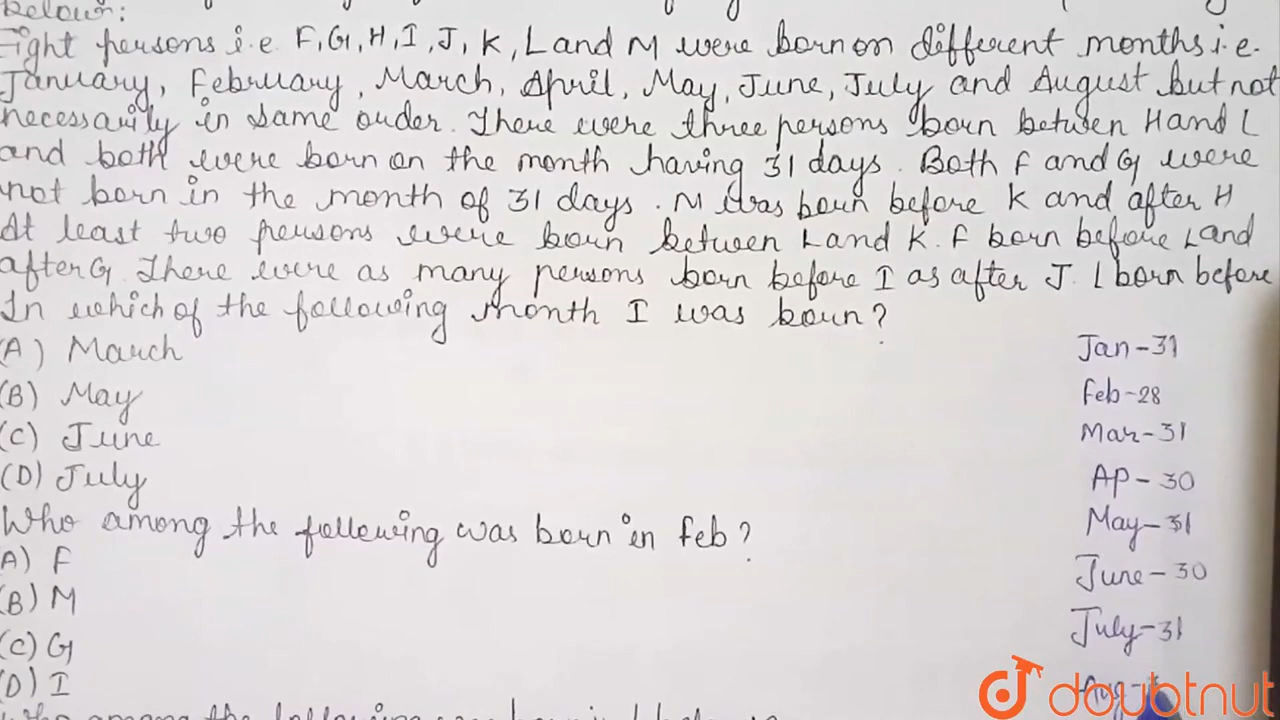 Below:
Eight persons i.e F, G, H, I, J, K, L and M were born on different months i.e.
January, February, March, April, May, June, July and August but not
necessarily in same order. There were three persons born betwen H and L
and both were born on the month having 31 days. Both F and G were
not born in the month of 31 days. M was born before K and after H
At least two persons were born between L and K. F born before L and
after G. There were as many persons born before I as after J. L born before
In which of the following month I was born?
(A) March
(B) May
(C) June
(D) July
Who among the following was born in feb?
A) F
(B) M
(C) G
(D) I
Jan-31
Feb-28
Mar-31
AP-30
May-31
June-30
July-31
Aug-
doubtnut